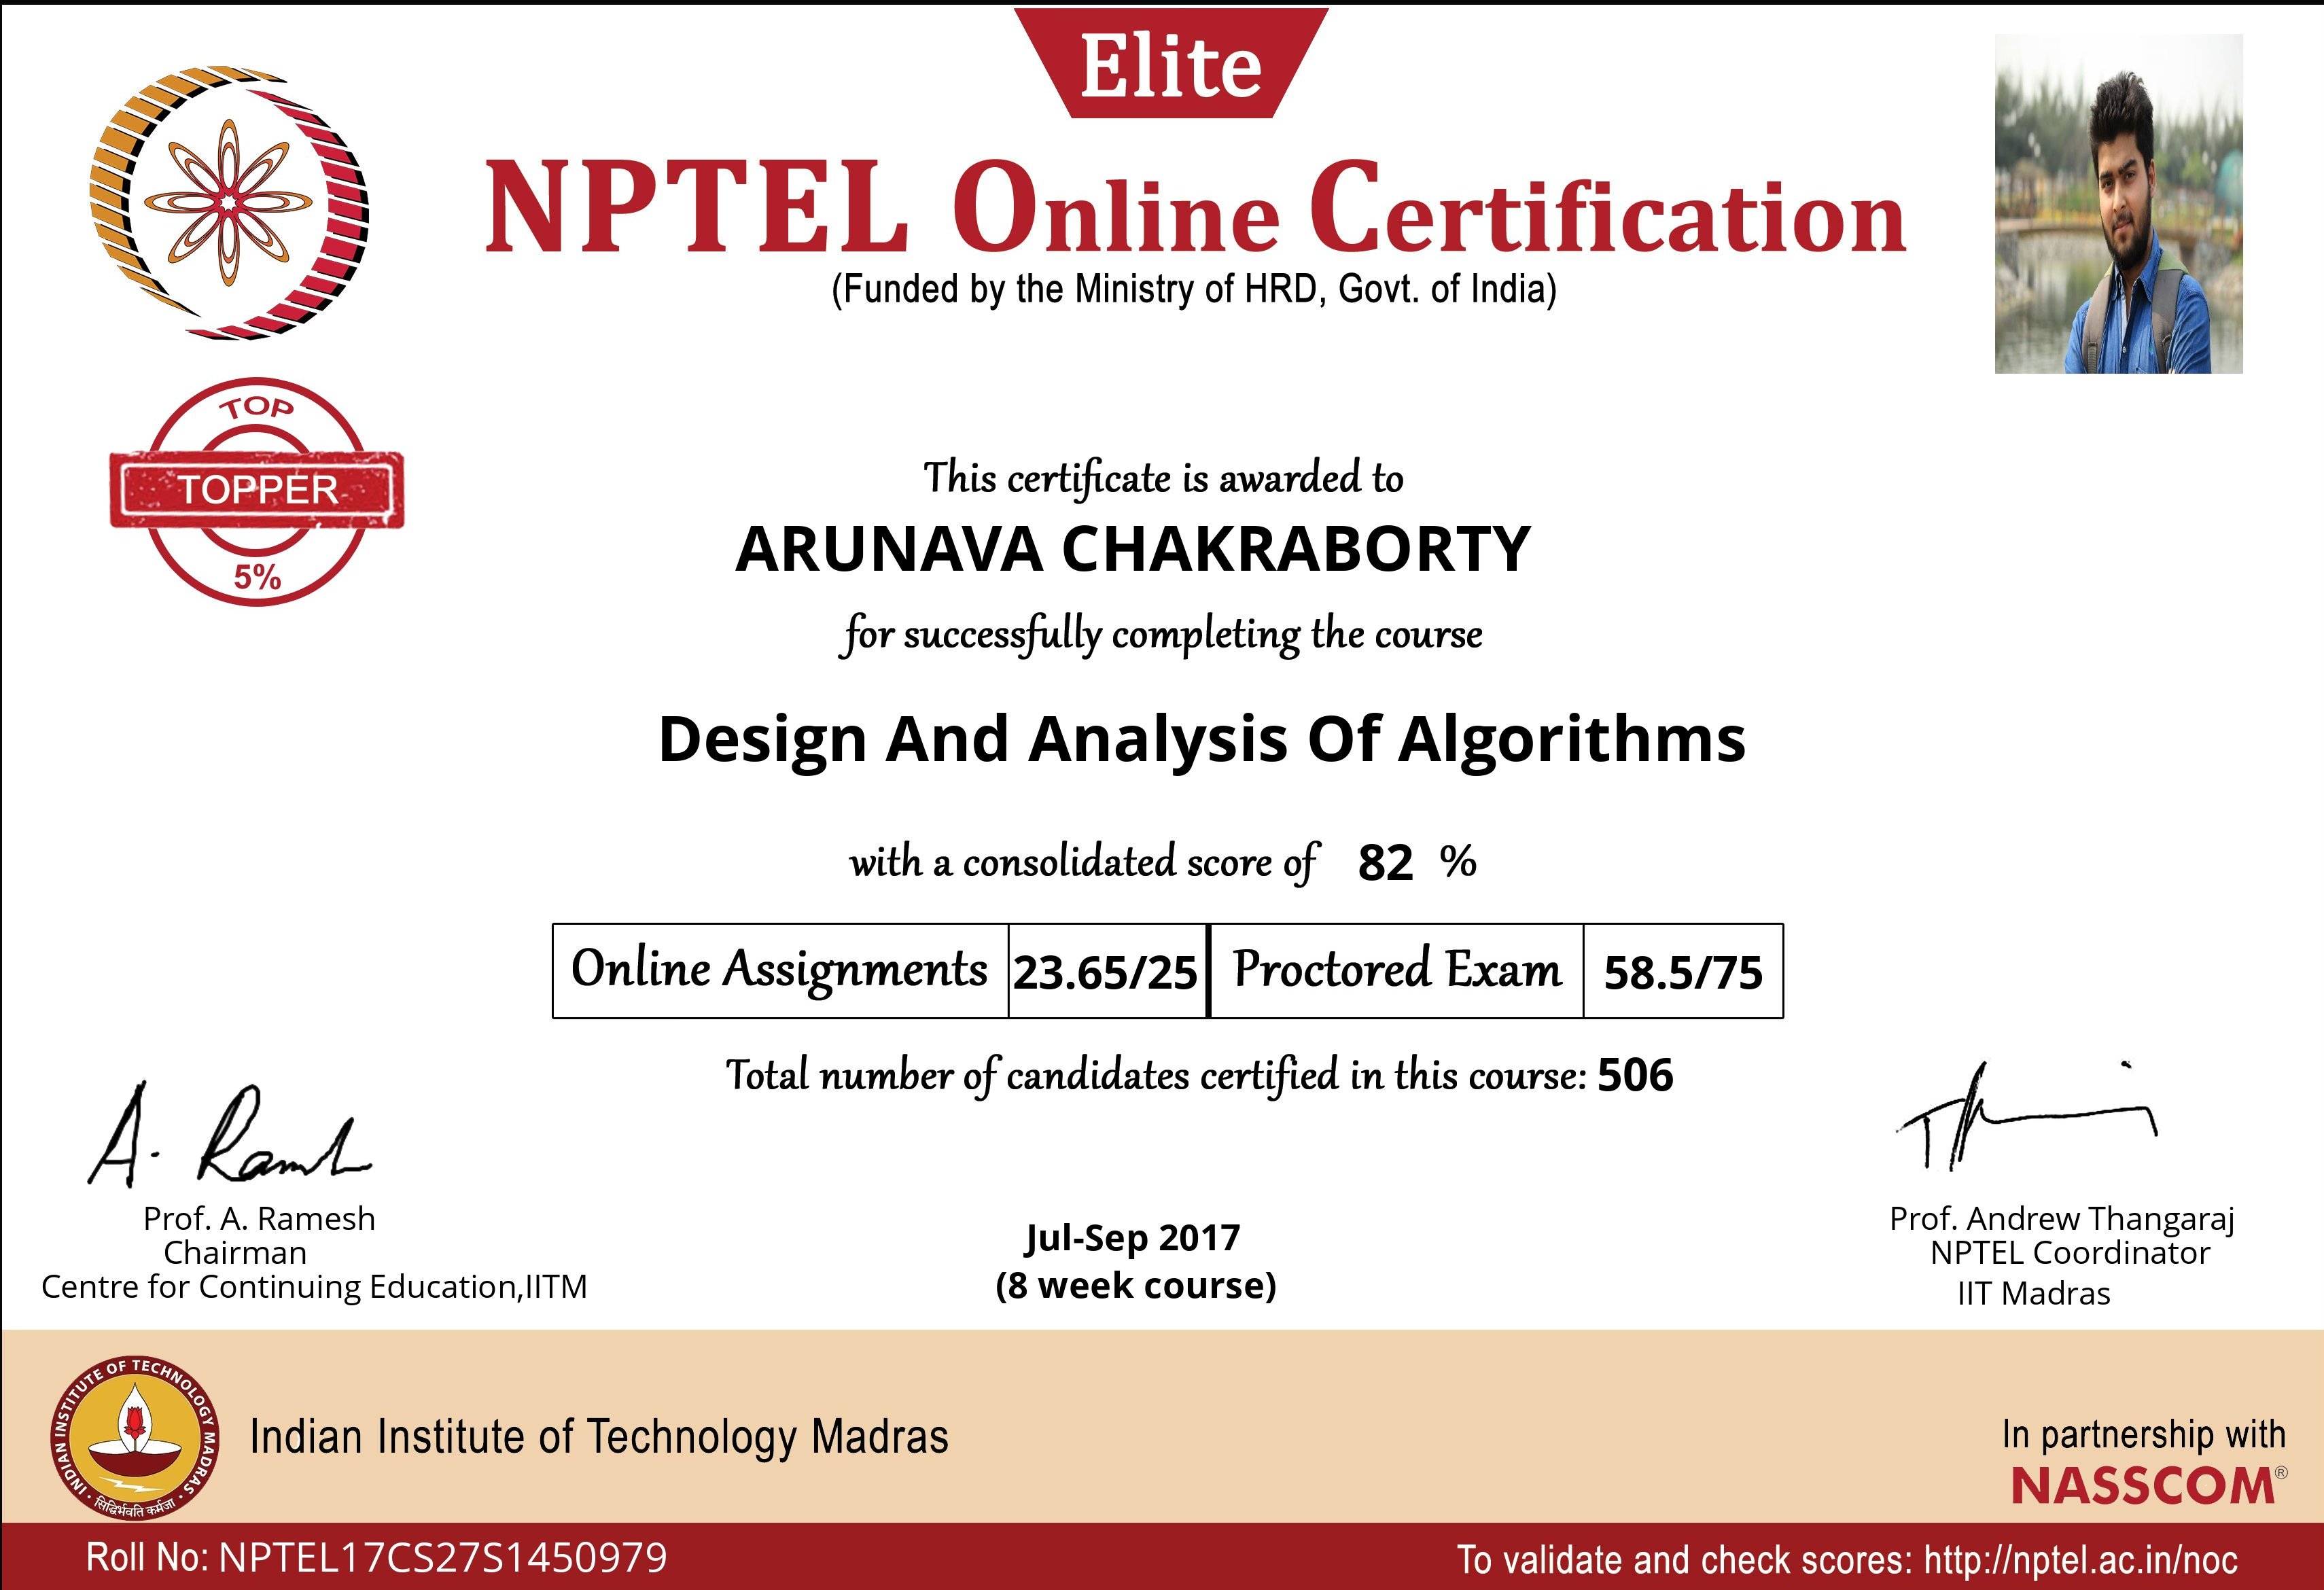 Elite
NPTEL Online Certification
(Funded by the Ministry of HRD, Govt. of India)
TOP
TOPPER
5%
This certificate is awarded to
ARUNAVA CHAKRABORTY
for successfully completing the course
Design And Analysis Of Algorithms
with a consolidated score of 82 %
Online Assignments 23.65/25 Proctored Exam 58.5/75
Total number of candidates certified in this course: 506
A. Ramesh
Prof. A. Ramesh
Chairman
Centre for Continuing Education,IITM
Jul-Sep 2017
(8 week course)
Prof. Andrew Thangaraj
NPTEL Coordinator
IIT Madras
INDIAN INSTITUTE OF TECHNOLOGY MADRAS
सिद्धिर्भवति कर्मजा
Indian Institute of Technology Madras
In partnership with
NASSCOM®
Roll No: NPTEL17CS27S1450979
To validate and check scores: http://nptel.ac.in/noc